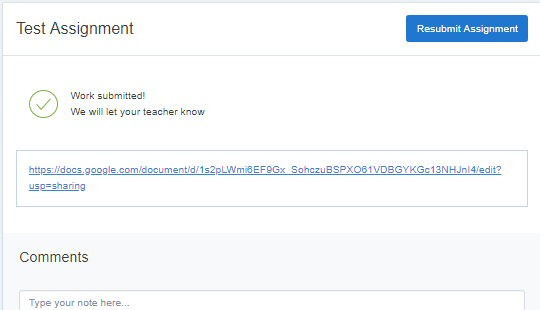 Test Assignment
Resubmit Assignment
Work submitted!
We will let your teacher know
https://docs.google.com/document/d/1s2pLWmi6EF9Gx_SohczuBSPXO61VDBGYKGc13NHJnI4/edit?
usp=sharing
Comments
Type your note here...